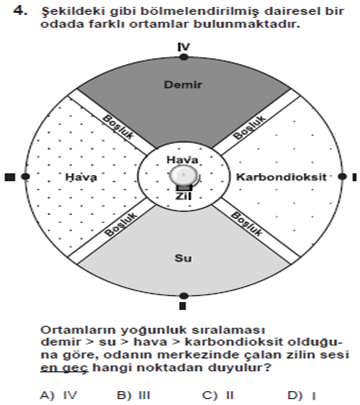 4. Şekildeki gibi bölmelendirilmiş dairesel bir
odada farklı ortamlar bulunmaktadır.
IV
Demir
Boşluk
Boşluk
Hava
III
Hava
Karbondioksit
I
Zil
Boşluk
Boşluk
Su
II
Ortamların yoğunluk sıralaması
demir > su > hava > karbondioksit olduğu-
na göre, odanın merkezinde çalan zilin sesi
en geç hangi noktadan duyulur?
A) IV B) III C) II D) I